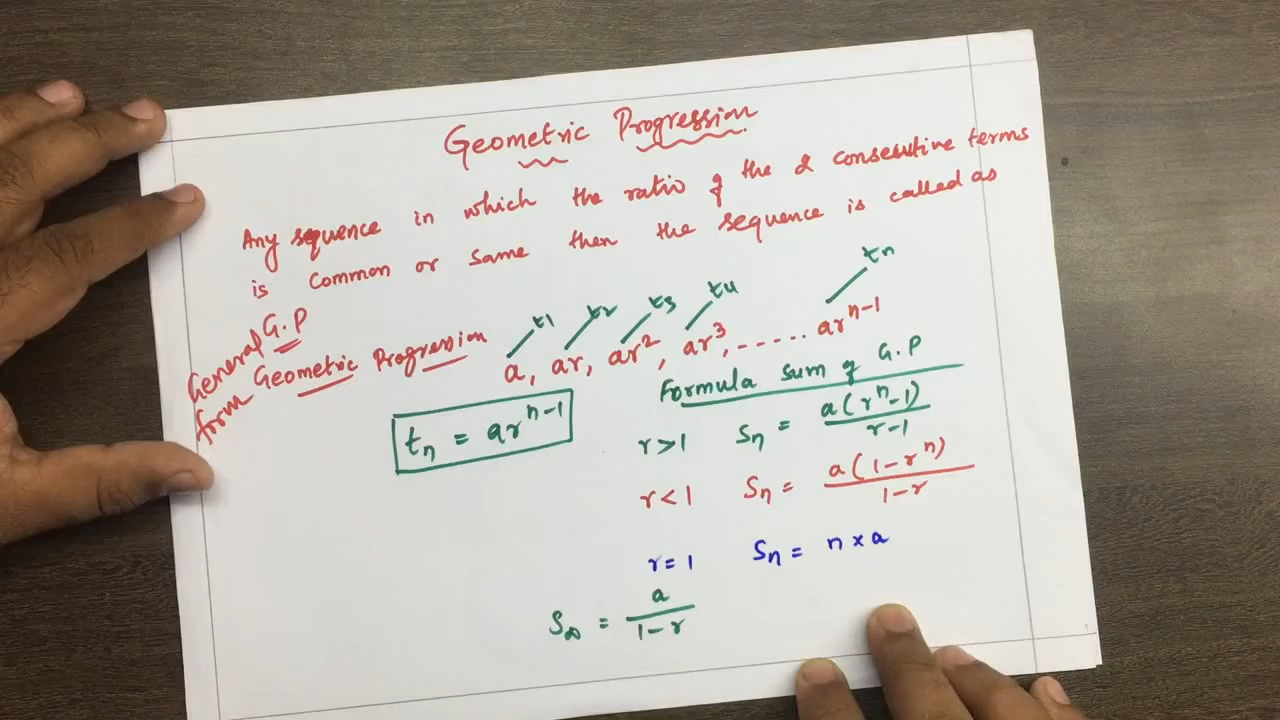 Geometric Progression
Any sequence in which the ratio of the 2 consecutive terms
is common or same then the sequence is called as
G.P
Geometric Progression
General
form
t1 t2 t3 t4 tn
a, ar, ar², ar³, ...... arⁿ⁻¹
tₙ = arⁿ⁻¹
Formula sum of G.P
r>1 Sₙ = a(rⁿ-1)/r-1
r<1 Sₙ = a(1-rⁿ)/1-r
r=1 Sₙ = n×a
S∞ = a/1-r